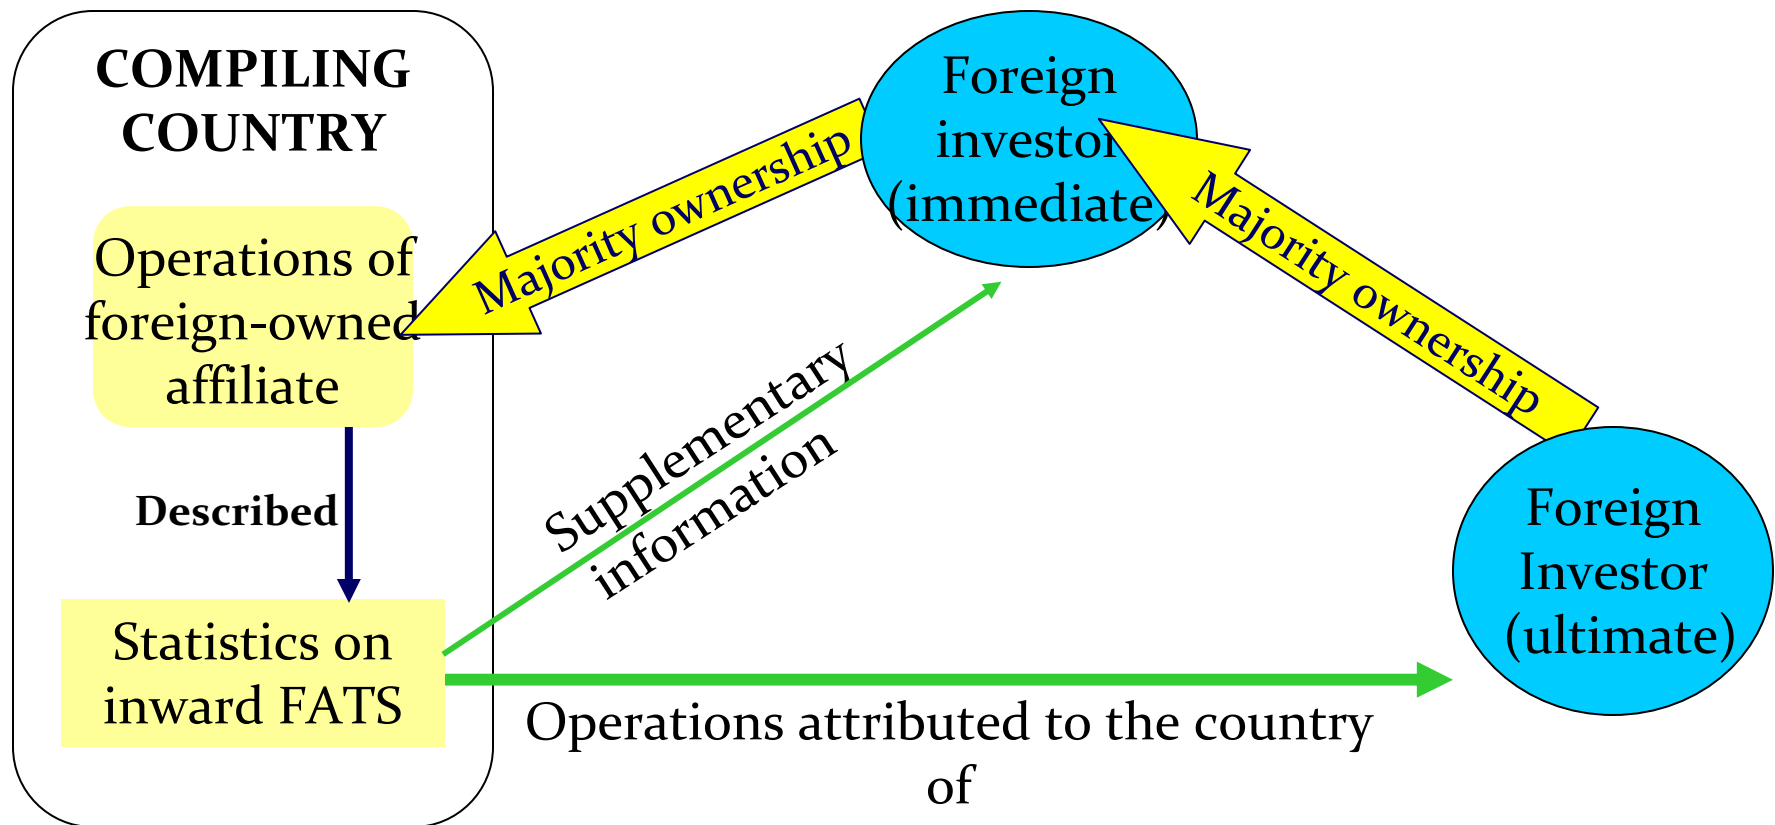 COMPILING
COUNTRY
Operations of
foreign-owned
affiliate
Described
Statistics on
inward FATS
Majority ownership
Foreign
investor
(immediate)
Majority ownership
Supplementary
information
Foreign
Investor
(ultimate)
Operations attributed to the country
of